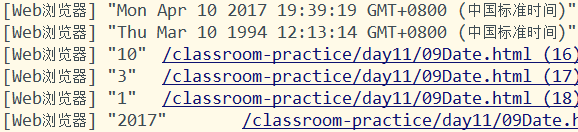 [Web浏览器] "Mon Apr 10 2017 19:39:19 GMT+0800 (中国标准时间)"
[Web浏览器] "Thu Mar 10 1994 12:13:14 GMT+0800 (中国标准时间)"
[Web浏览器] "10" /classroom-practice/day11/09Date.html (16)
[Web浏览器] "3" /classroom-practice/day11/09Date.html (17)
[Web浏览器] "1" /classroom-practice/day11/09Date.html (18)
[Web浏览器] "2017" /classroom-practice/day11/09Date.h